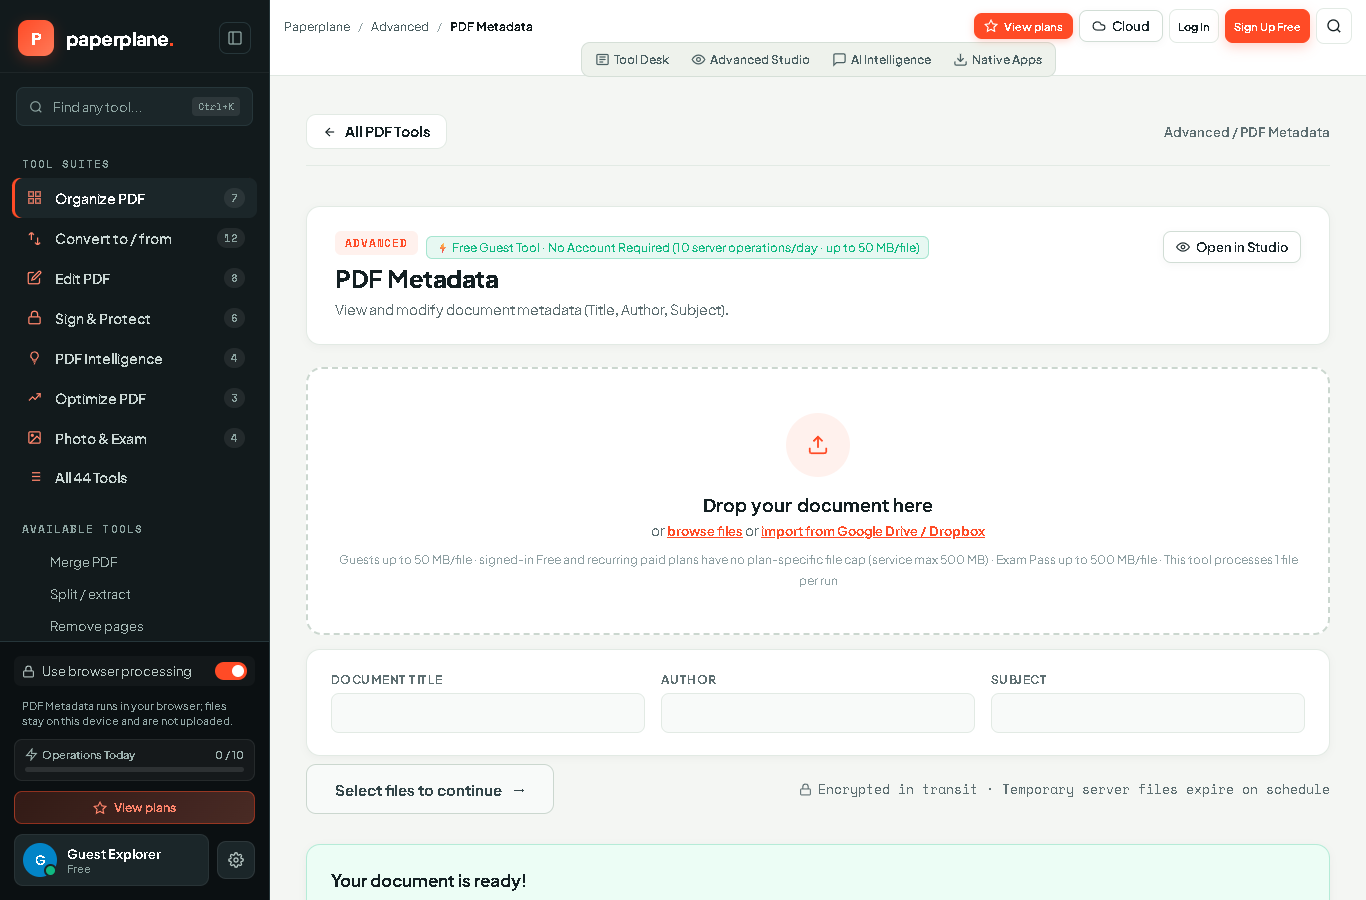 P paperplane.
Find any tool... Ctrl+K
TOOL SUITES
Organize PDF 7
Convert to / from 12
Edit PDF 8
Sign & Protect 6
PDF Intelligence 4
Optimize PDF 3
Photo & Exam 4
All 44 Tools
AVAILABLE TOOLS
Merge PDF
Split / extract
Remove pages
Use browser processing
PDF Metadata runs in your browser; files
stay on this device and are not uploaded.
Operations Today 0 / 10
View plans
G Guest Explorer
Free
Paperplane / Advanced / PDF Metadata
View plans Cloud Log In Sign Up Free
Tool Desk Advanced Studio AI Intelligence Native Apps
← All PDF Tools
Advanced / PDF Metadata
ADVANCED Free Guest Tool · No Account Required (10 server operations/day · up to 50 MB/file)
Open in Studio
PDF Metadata
View and modify document metadata (Title, Author, Subject).
Drop your document here
or browse files or import from Google Drive / Dropbox
Guests up to 50 MB/file · signed-in Free and recurring paid plans have no plan-specific file cap (service max 500 MB) · Exam Pass up to 500 MB/file · This tool processes 1 file
per run
DOCUMENT TITLE AUTHOR SUBJECT
Select files to continue →
Encrypted in transit · Temporary server files expire on schedule
Your document is ready!